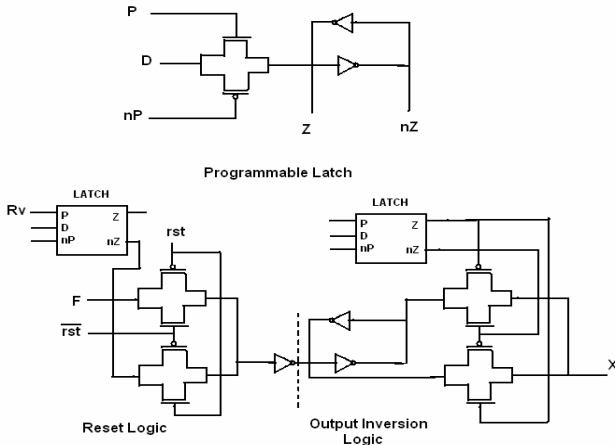 P
D
nP
Z
nZ
Programmable Latch
LATCH
Rv
P
Z
D
nP
nZ
rst
F
rst
Reset Logic
LATCH
P
Z
D
nP
nZ
X
Output Inversion
Logic